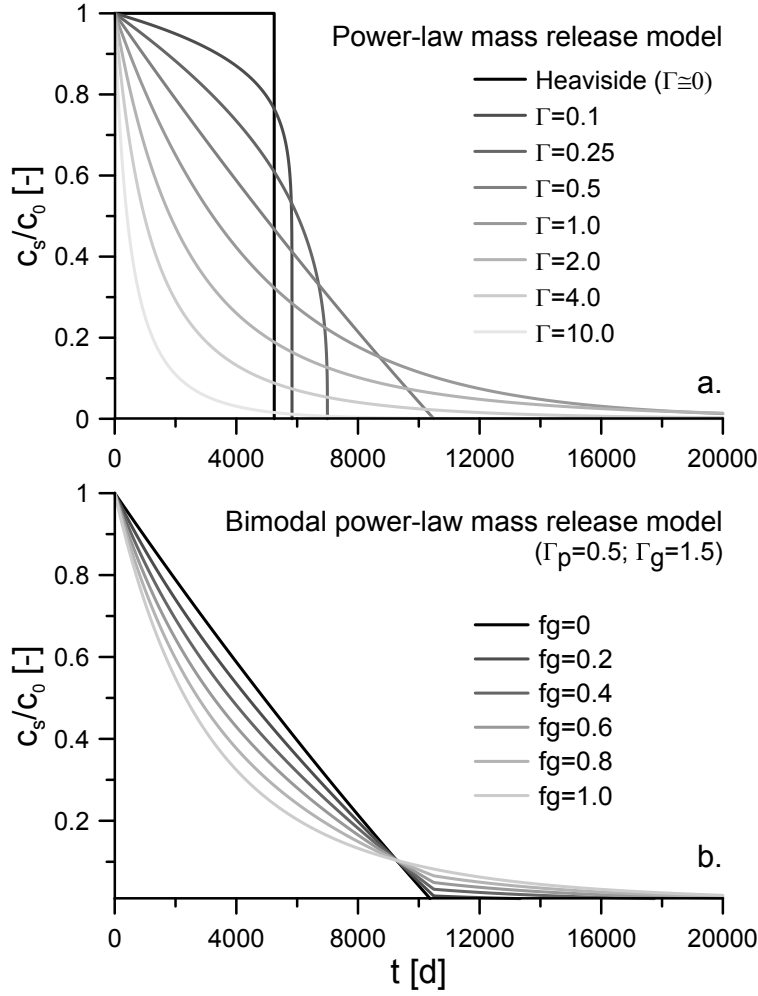 1
0.8
0.6
0.4
0.2
0
c_s/c_0 [-]
Power-law mass release model
Heaviside (Γ≅0)
Γ=0.1
Γ=0.25
Γ=0.5
Γ=1.0
Γ=2.0
Γ=4.0
Γ=10.0
a.
0 4000 8000 12000 16000 20000
1
0.8
0.6
0.4
0.2
c_s/c_0 [-]
Bimodal power-law mass release model
(Γp=0.5; Γg=1.5)
fg=0
fg=0.2
fg=0.4
fg=0.6
fg=0.8
fg=1.0
b.
0 4000 8000 12000 16000 20000
t [d]